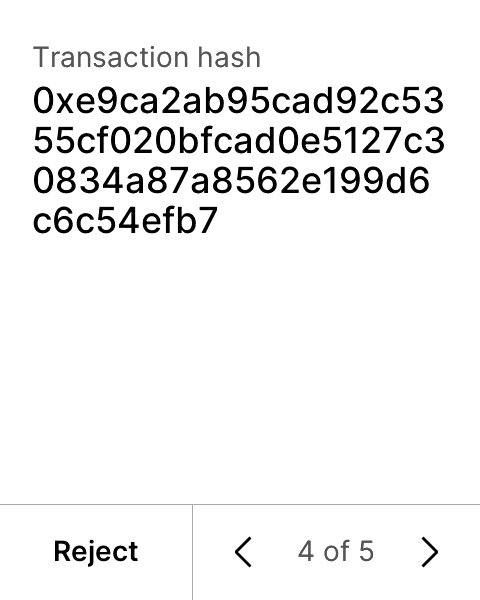 Transaction hash
0xe9ca2ab95cad92c53
55cf020bfcad0e5127c3
0834a87a8562e199d6
c6c54efb7
Reject
4 of 5